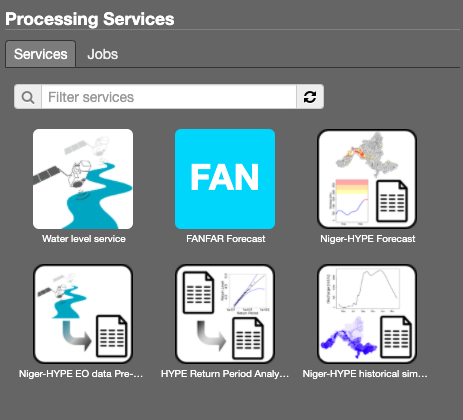 Processing Services
Services Jobs
Filter services
FAN
Water level service FANFAR Forecast Niger-HYPE Forecast
Niger-HYPE EO data Pre-... HYPE Return Period Analy... Niger-HYPE historical sim...